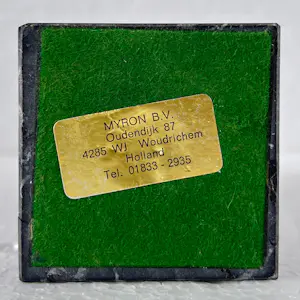 MYRON B.V.
Oudendijk 87
4285 WJ Woudrichem
Holland
Tel. 01833 - 2935